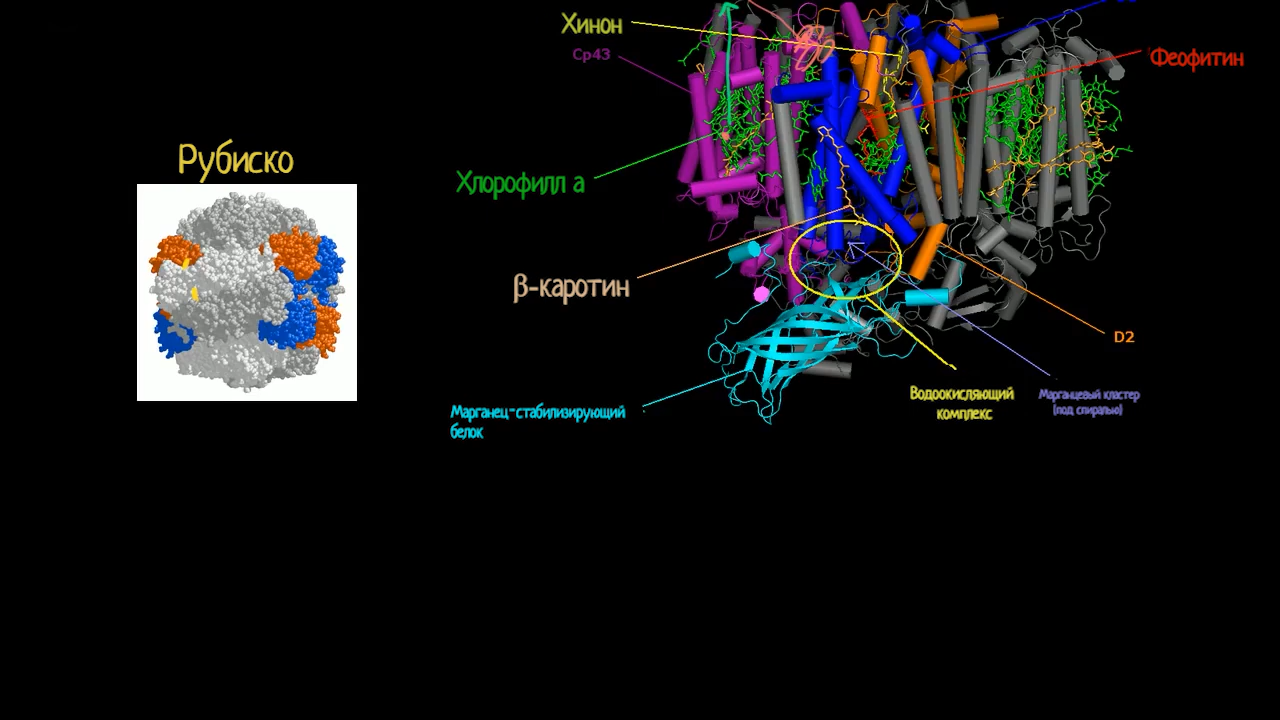 Хинон
Cp43
Феофитин
Рубиско
Хлорофилл a
β-каротин
D2
Водоокисляющий
комплекс
Марганцевый кластер
(под спиралью)
Марганец-стабилизирующий
белок